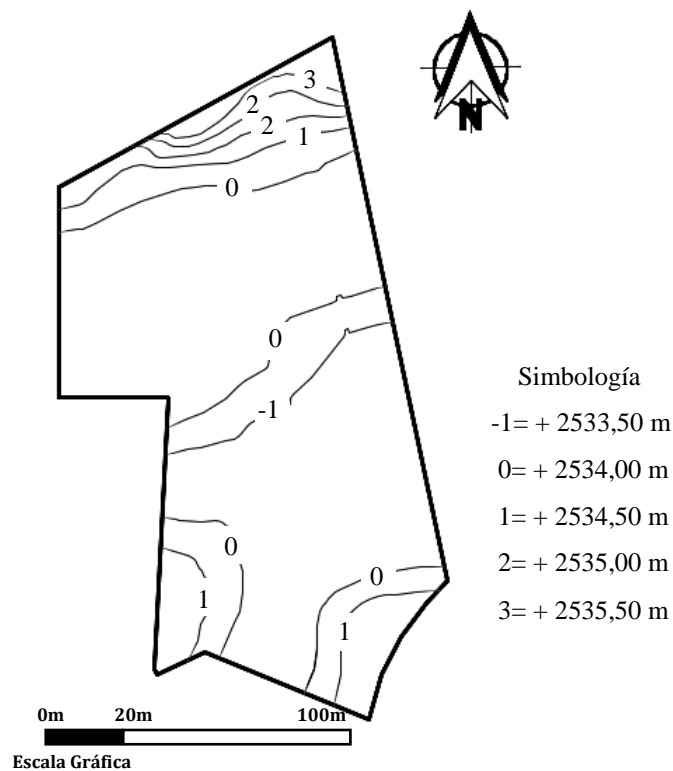 3
2
2
1
0
N
0
-1
0
1
0
1
Simbología
-1= + 2533,50 m
0= + 2534,00 m
1= + 2534,50 m
2= + 2535,00 m
3= + 2535,50 m
0m 20m 100m
Escala Gráfica